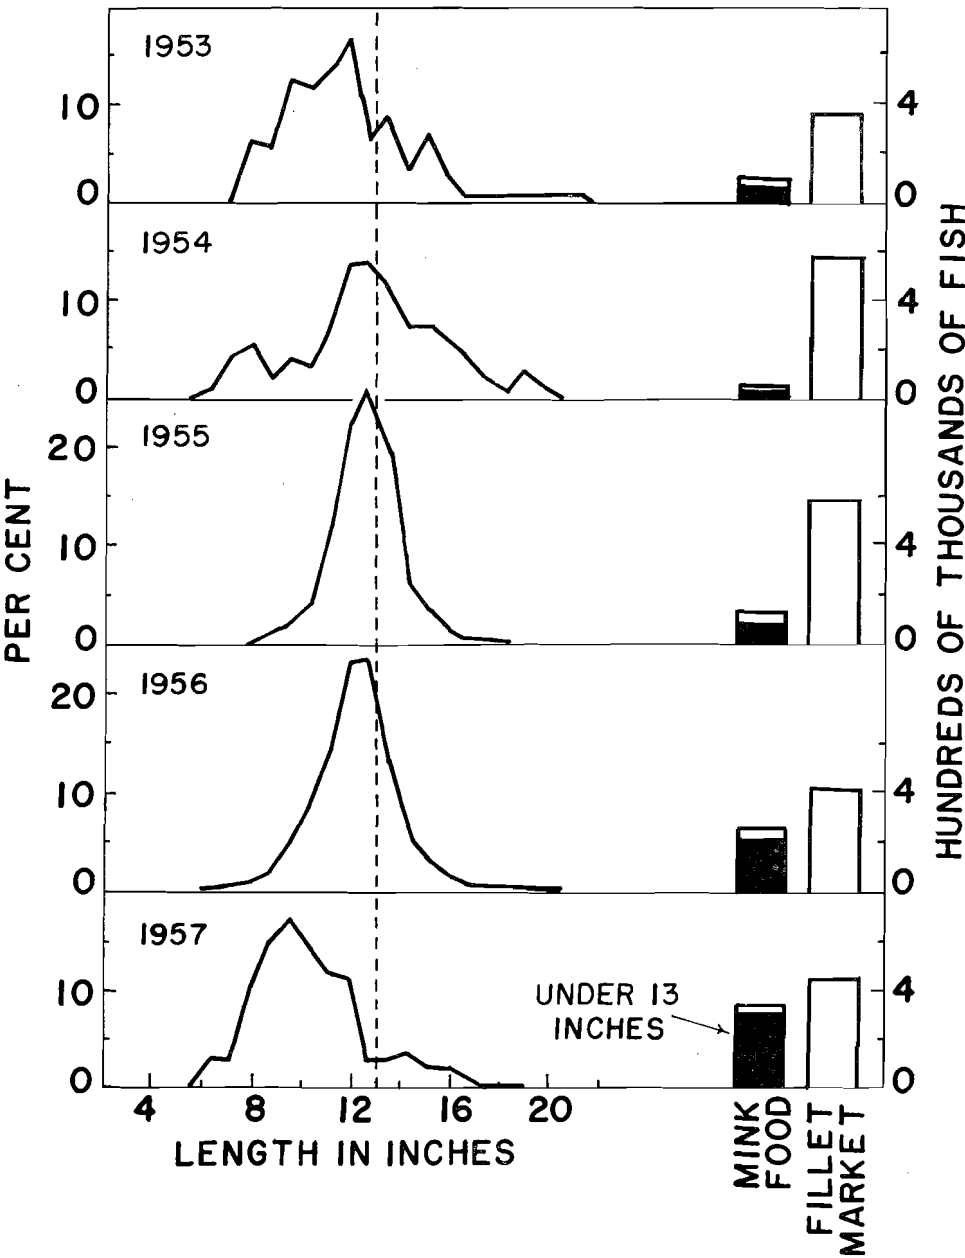 1953
10
0
4
0
1954
10
0
4
0
1955
20
10
0
4
0
1956
20
10
0
4
0
1957
10
0
4
0
UNDER 13
INCHES
4 8 12 16 20
LENGTH IN INCHES
PER CENT
HUNDREDS OF THOUSANDS OF FISH
MINK
FOOD
FILLET
MARKET